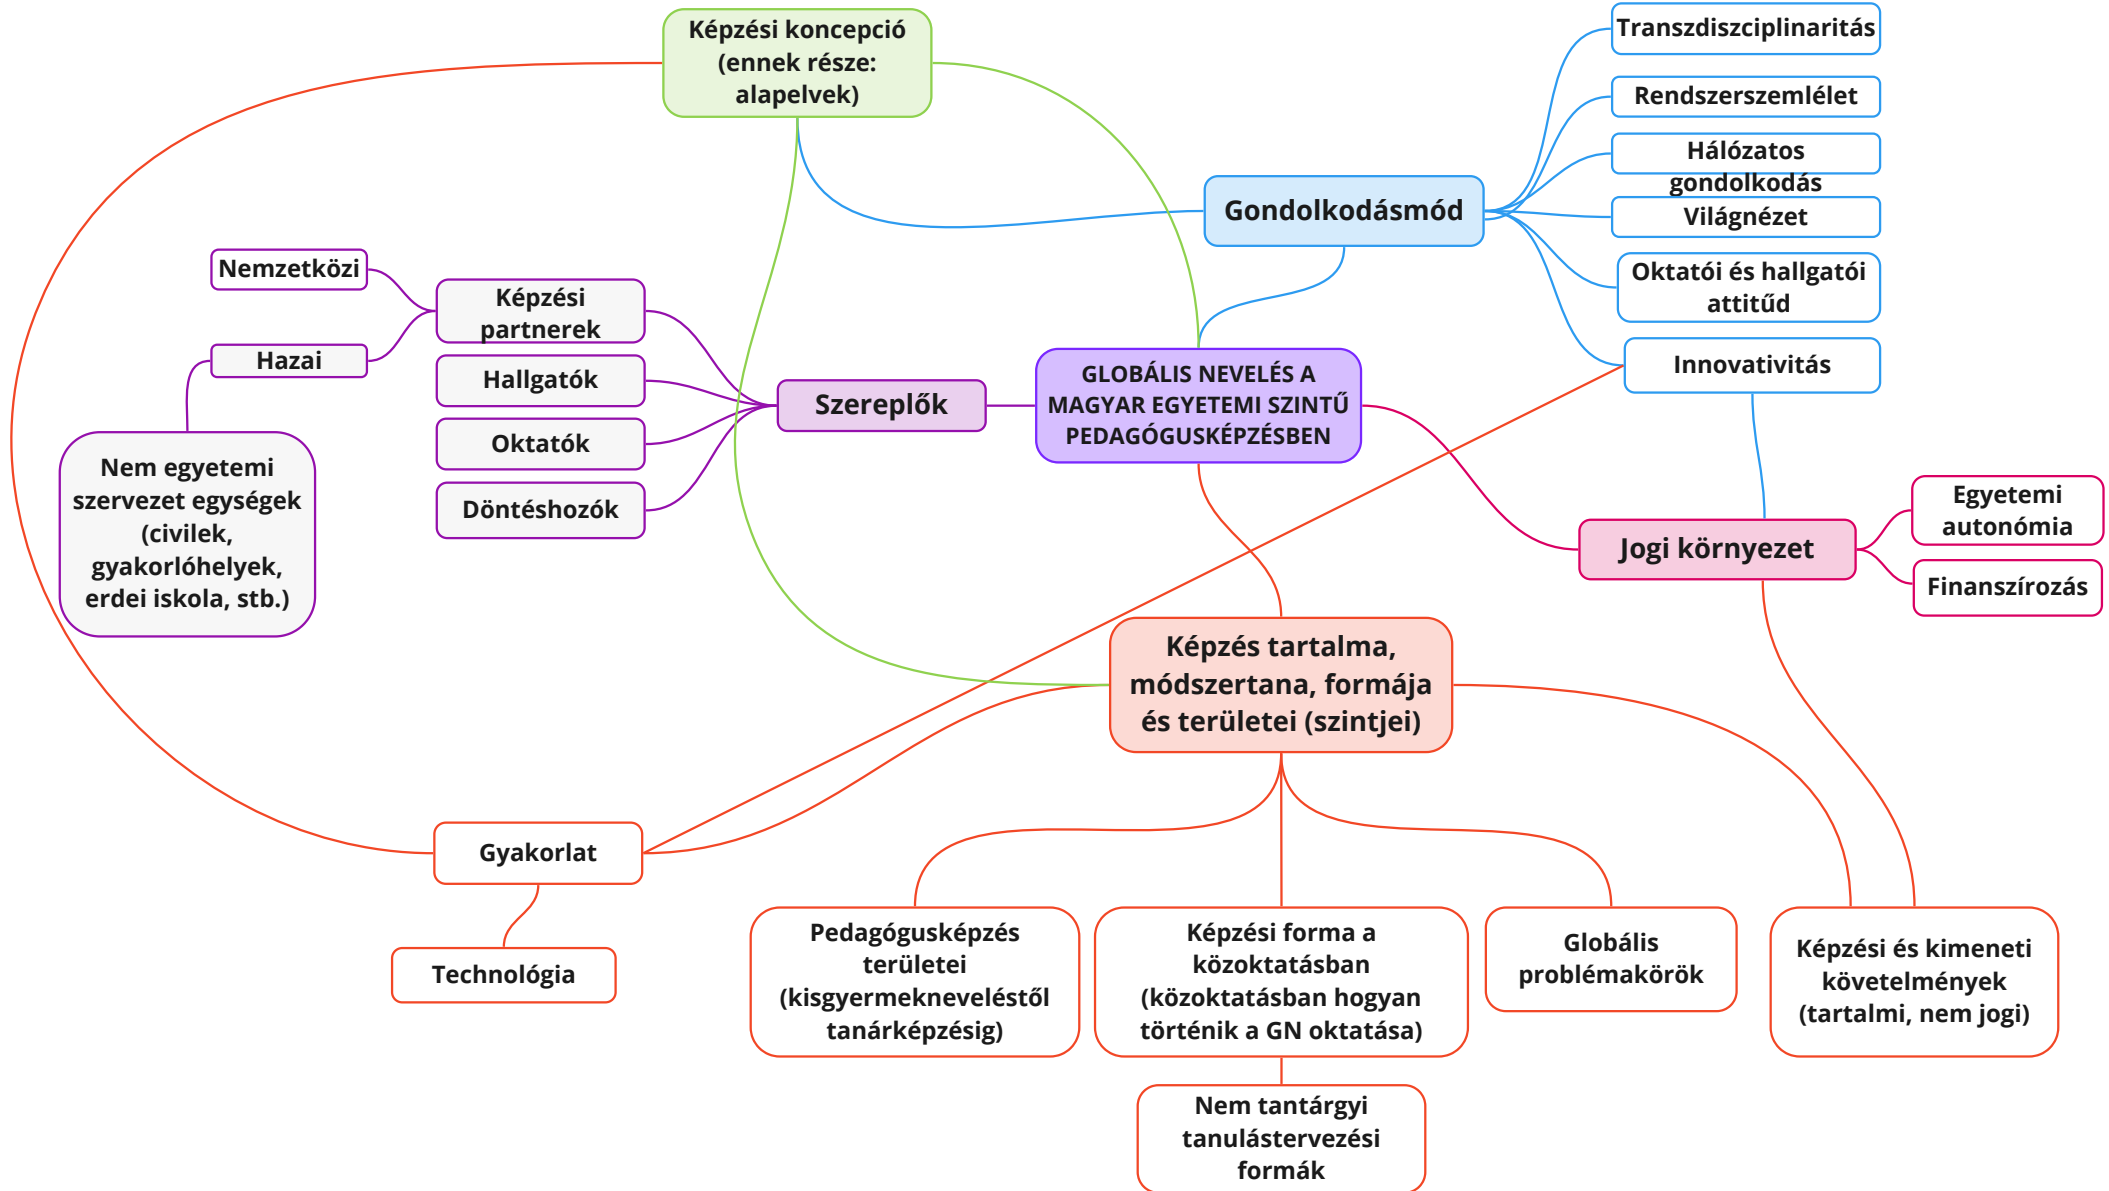 Képzési koncepció
(ennek része:
alapelvek)
Transzdiszciplinaritás
Rendszerszemlélet
Hálózatos
gondolkodás
Világnézet
Oktatói és hallgatói
attitűd
Innovativitás
Gondolkodásmód
Nemzetközi
Hazai
Képzési
partnerek
Hallgatók
Oktatók
Döntéshozók
Szereplők
GLOBÁLIS NEVELÉS A
MAGYAR EGYETEMI SZINTŰ
PEDAGÓGUSKÉPZÉSBEN
Nem egyetemi
szervezet egységek
(civilek,
gyakorlóhelyek,
erdei iskola, stb.)
Jogi környezet
Egyetemi
autonómia
Finanszírozás
Képzés tartalma,
módszertana, formája
és területei (szintjei)
Gyakorlat
Technológia
Pedagógusképzés
területei
(kisgyermekneveléstől
tanárképzésig)
Képzési forma a
közoktatásban
(közoktatásban hogyan
történik a GN oktatása)
Globális
problémakörök
Képzési és kimeneti
követelmények
(tartalmi, nem jogi)
Nem tantárgyi
tanulástervezési
formák